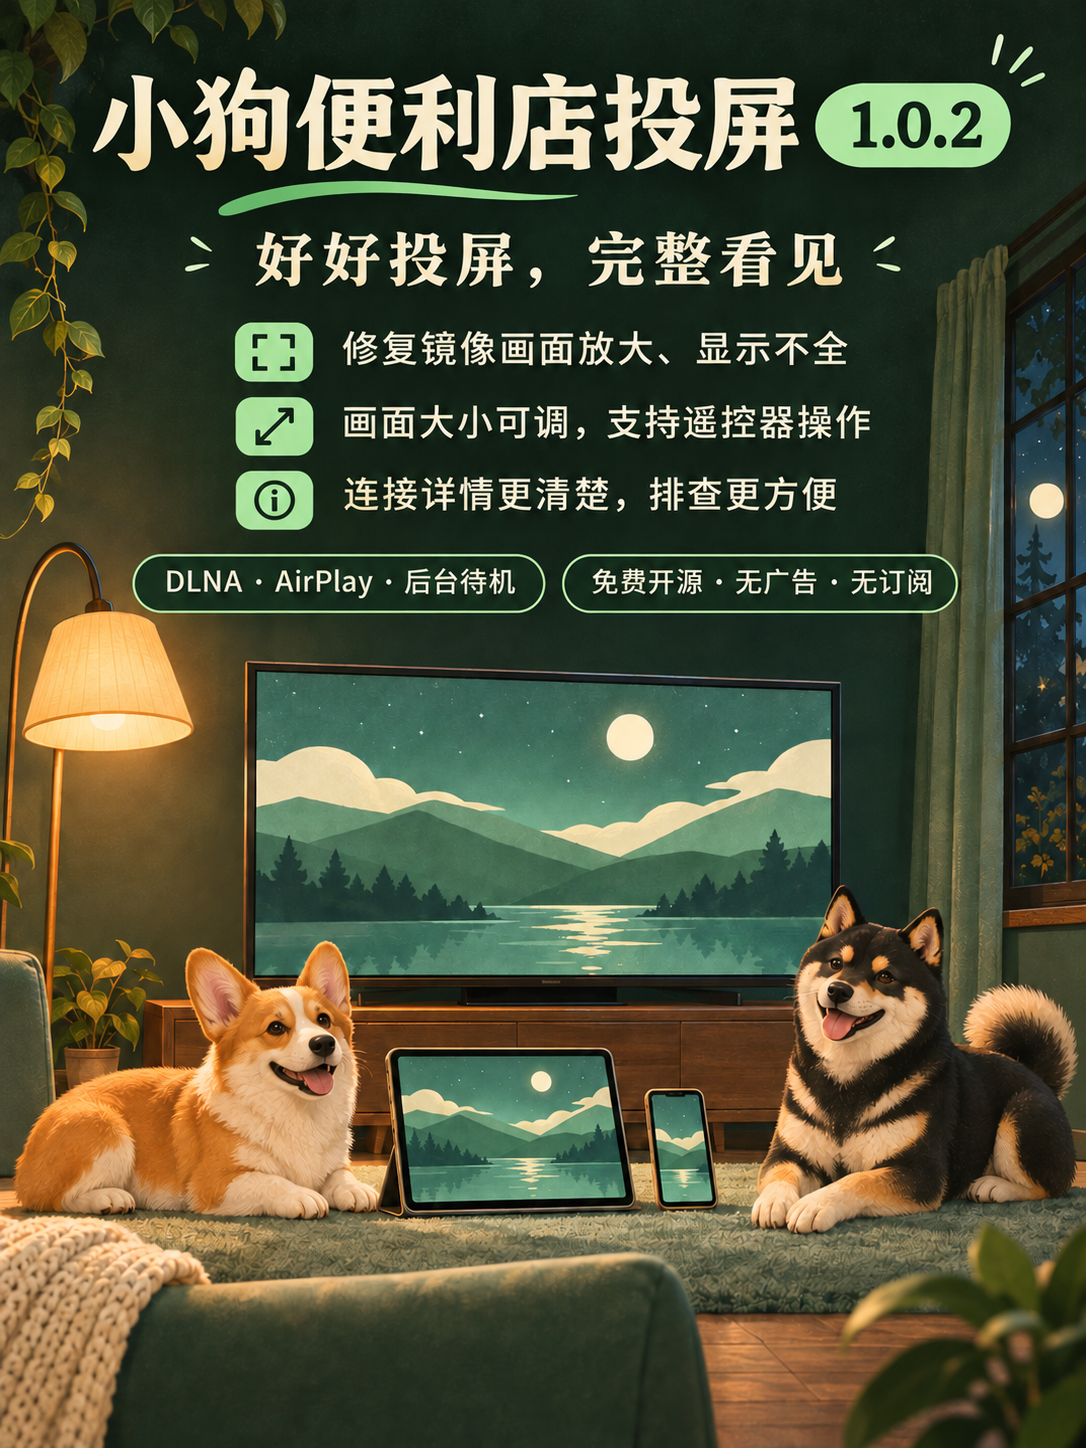 小狗便利店投屏 1.0.2
好好投屏，完整看见
修复镜像画面放大、显示不全
画面大小可调，支持遥控器操作
连接详情更清楚，排查更方便
DLNA · AirPlay · 后台待机
免费开源 · 无广告 · 无订阅